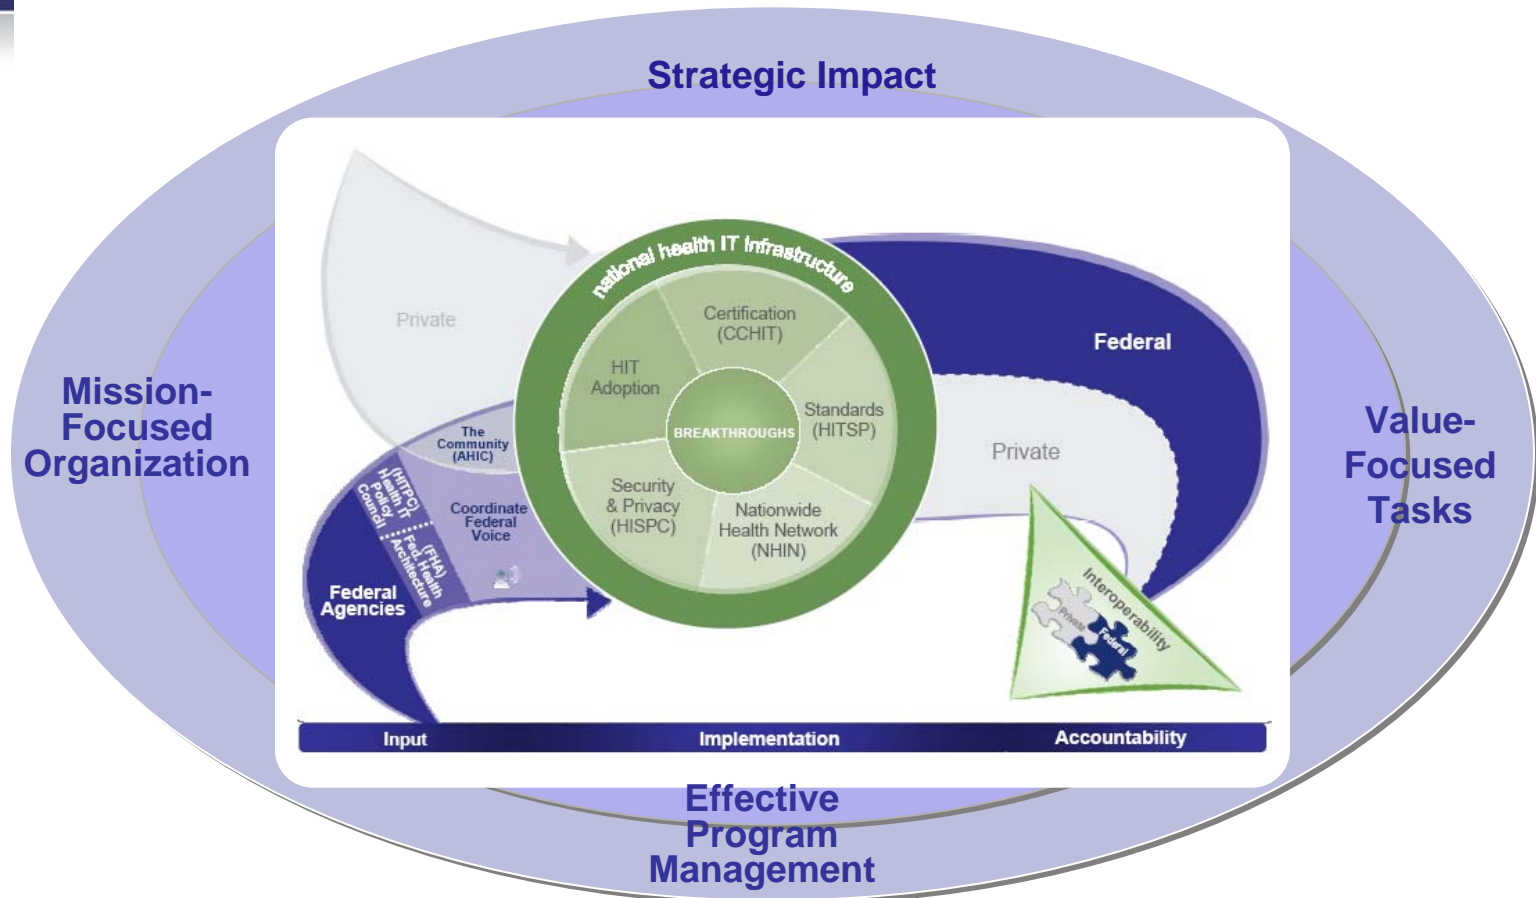 Strategic Impact
Mission-
Focused
Organization
Value-
Focused
Tasks
Effective
Program
Management
national health IT infrastructure
Private
Certification
(CCHIT)
HIT
Adoption
Standards
(HITSP)
BREAKTHROUGHS
Security
& Privacy
(HISPC)
Nationwide
Health Network
(NHIN)
The
Community
(AHIC)
(HITPC)
Health IT
Policy
Council
(FHA)
Fed. Health
Architecture
Coordinate
Federal
Voice
Federal
Agencies
Federal
Private
Interoperability
Private
Federal
Input
Implementation
Accountability